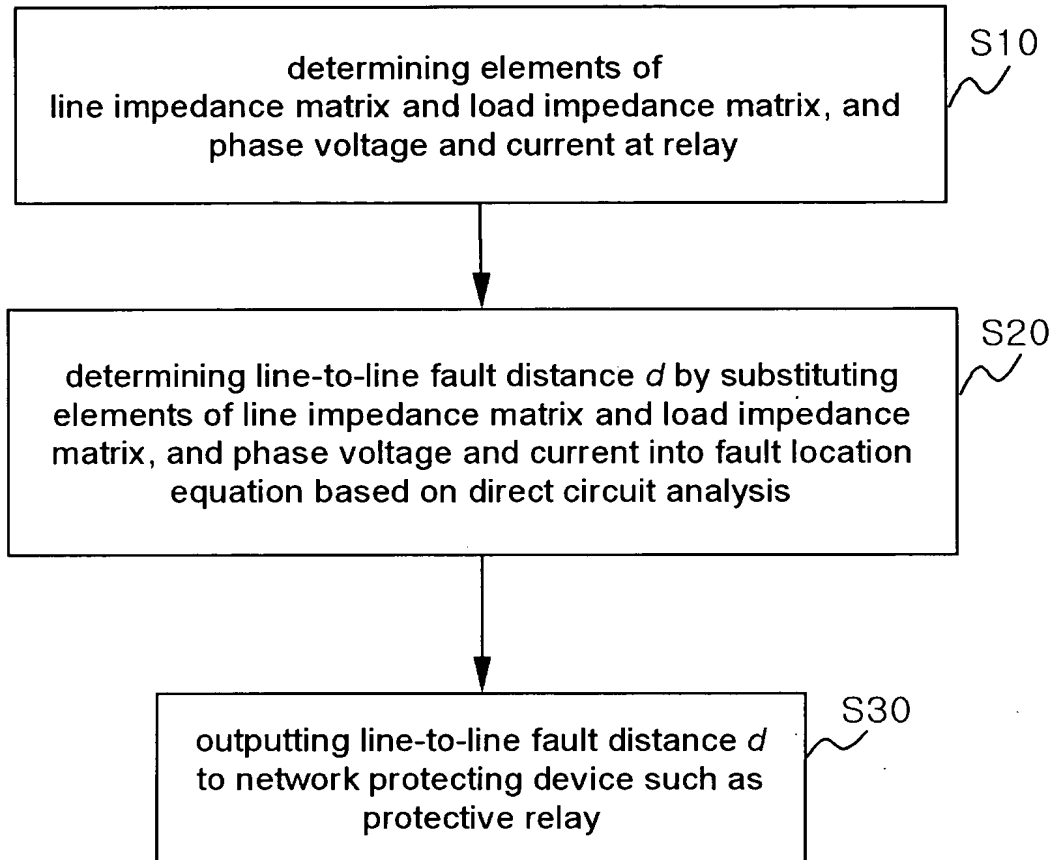 determining elements of
line impedance matrix and load impedance matrix, and
phase voltage and current at relay
S10
determining line-to-line fault distance d by substituting
elements of line impedance matrix and load impedance
matrix, and phase voltage and current into fault location
equation based on direct circuit analysis
S20
outputting line-to-line fault distance d
to network protecting device such as
protective relay
S30